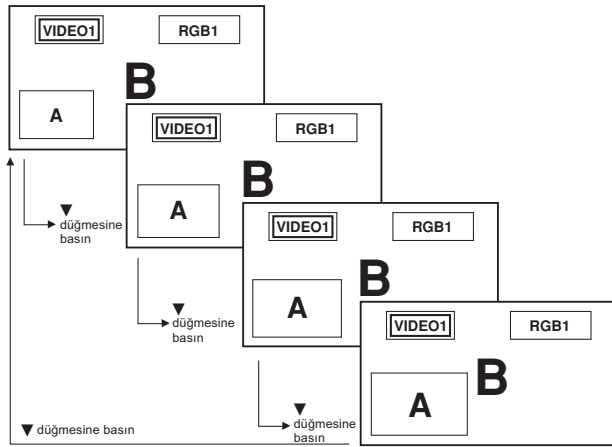 VIDEO1 RGB1
B
A
VIDEO1 RGB1
B
A
▼
düğmesine
basın
VIDEO1 RGB1
B
A
▼
düğmesine
basın
VIDEO1 RGB1
B
A
▼
düğmesine
basın
▼ düğmesine basın